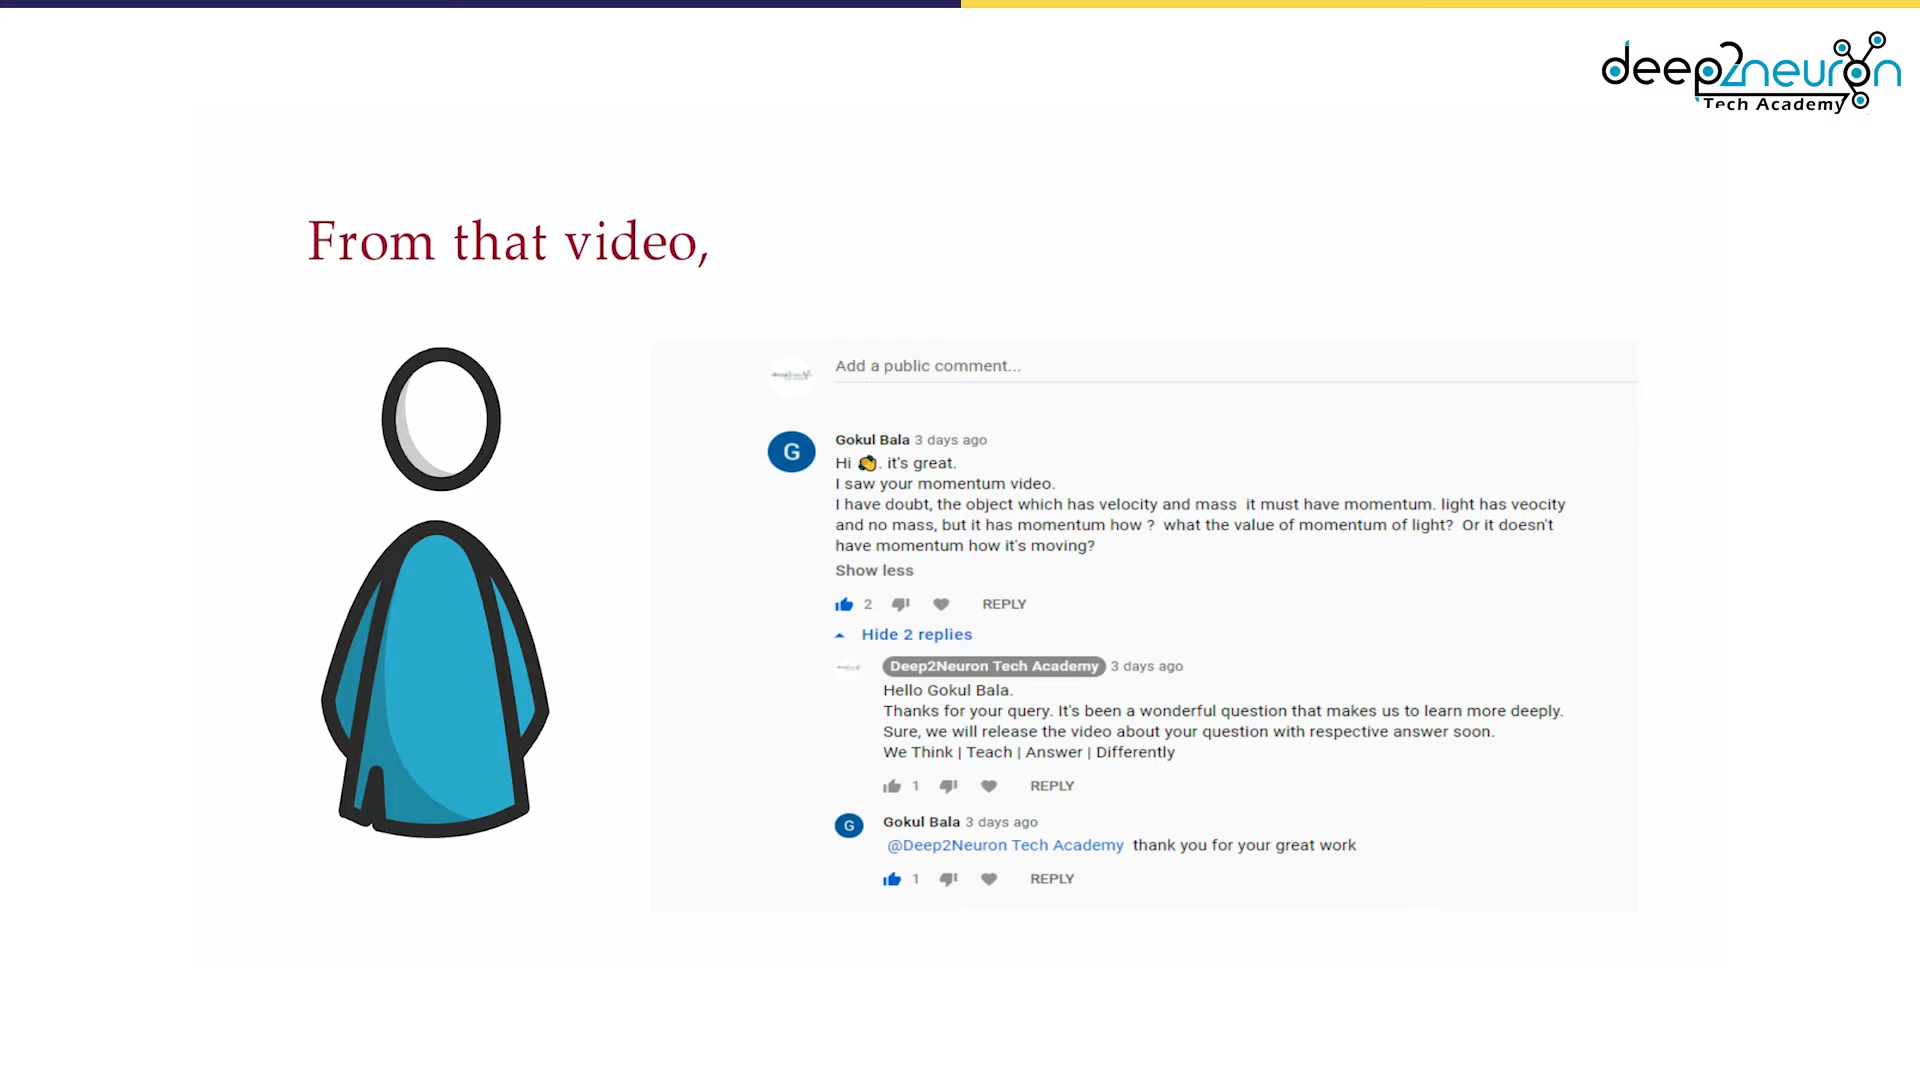 deep2neuron
Tech Academy
From that video,
Add a public comment...
G
Gokul Bala 3 days ago
Hi 👏. it's great.
I saw your momentum video.
I have doubt, the object which has velocity and mass it must have momentum. light has veocity
and no mass, but it has momentum how ? what the value of momentum of light? Or it doesn't
have momentum how it's moving?
Show less
2 REPLY
Hide 2 replies
Deep2Neuron Tech Academy 3 days ago
Hello Gokul Bala.
Thanks for your query. It's been a wonderful question that makes us to learn more deeply.
Sure, we will release the video about your question with respective answer soon.
We Think | Teach | Answer | Differently
1 REPLY
G
Gokul Bala 3 days ago
@Deep2Neuron Tech Academy thank you for your great work
1 REPLY